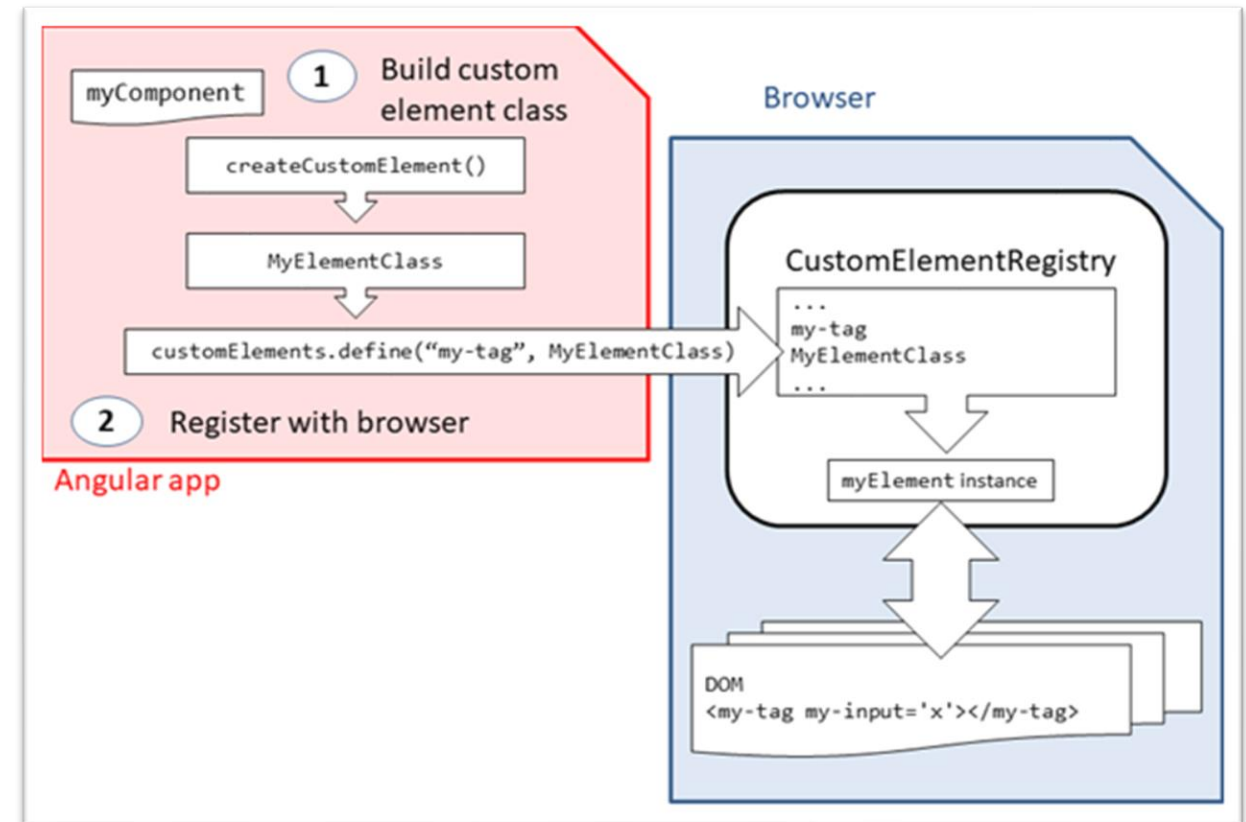 myComponent
1
Build custom
element class
createCustomElement()
MyElementClass
customElements.define(“my-tag”, MyElementClass)
2
Register with browser
Angular app
Browser
CustomElementRegistry
...
my-tag
MyElementClass
...
myElement instance
DOM
<my-tag my-input='x'></my-tag>